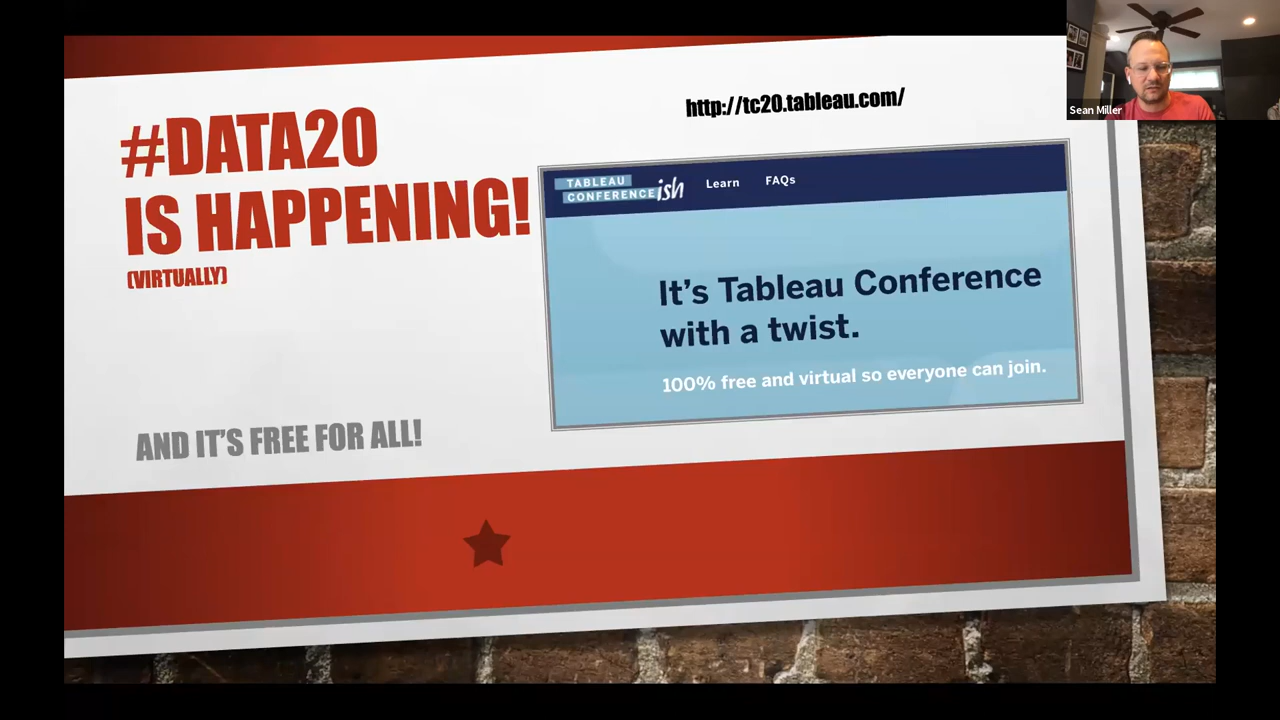 #DATA20
IS HAPPENING!
(VIRTUALLY)
AND IT'S FREE FOR ALL!
http://tc20.tableau.com/
TABLEAU
CONFERENCEish
Learn
FAQs
It's Tableau Conference
with a twist.
100% free and virtual so everyone can join.
Sean Miller